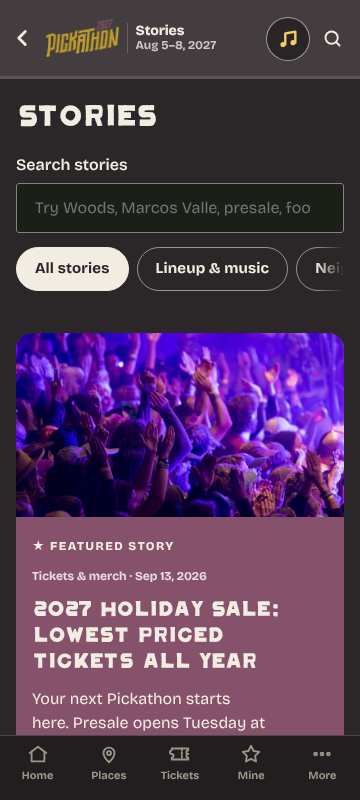 2027
PICKATHON
Stories
Aug 5–8, 2027
STORIES
Search stories
Try Woods, Marcos Valle, presale, foo
All stories
Lineup & music
Nei
★ FEATURED STORY
Tickets & merch · Sep 13, 2026
2027 HOLIDAY SALE:
LOWEST PRICED
TICKETS ALL YEAR
Your next Pickathon starts
here. Presale opens Tuesday at
Home
Places
Tickets
Mine
More